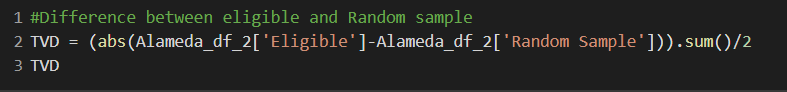 1 #Difference between eligible and Random sample
2 TVD = (abs(Alameda_df_2['Eligible']-Alameda_df_2['Random Sample'])).sum()/2
3 TVD